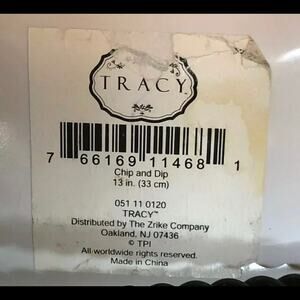 TRACY™
7 66169 11468 1
Chip and Dip
13 in. (33 cm)
051 11 0120
TRACY™
Distributed by The Zrike Company
Oakland, NJ 07436
© TPI
All worldwide rights reserved.
Made in China